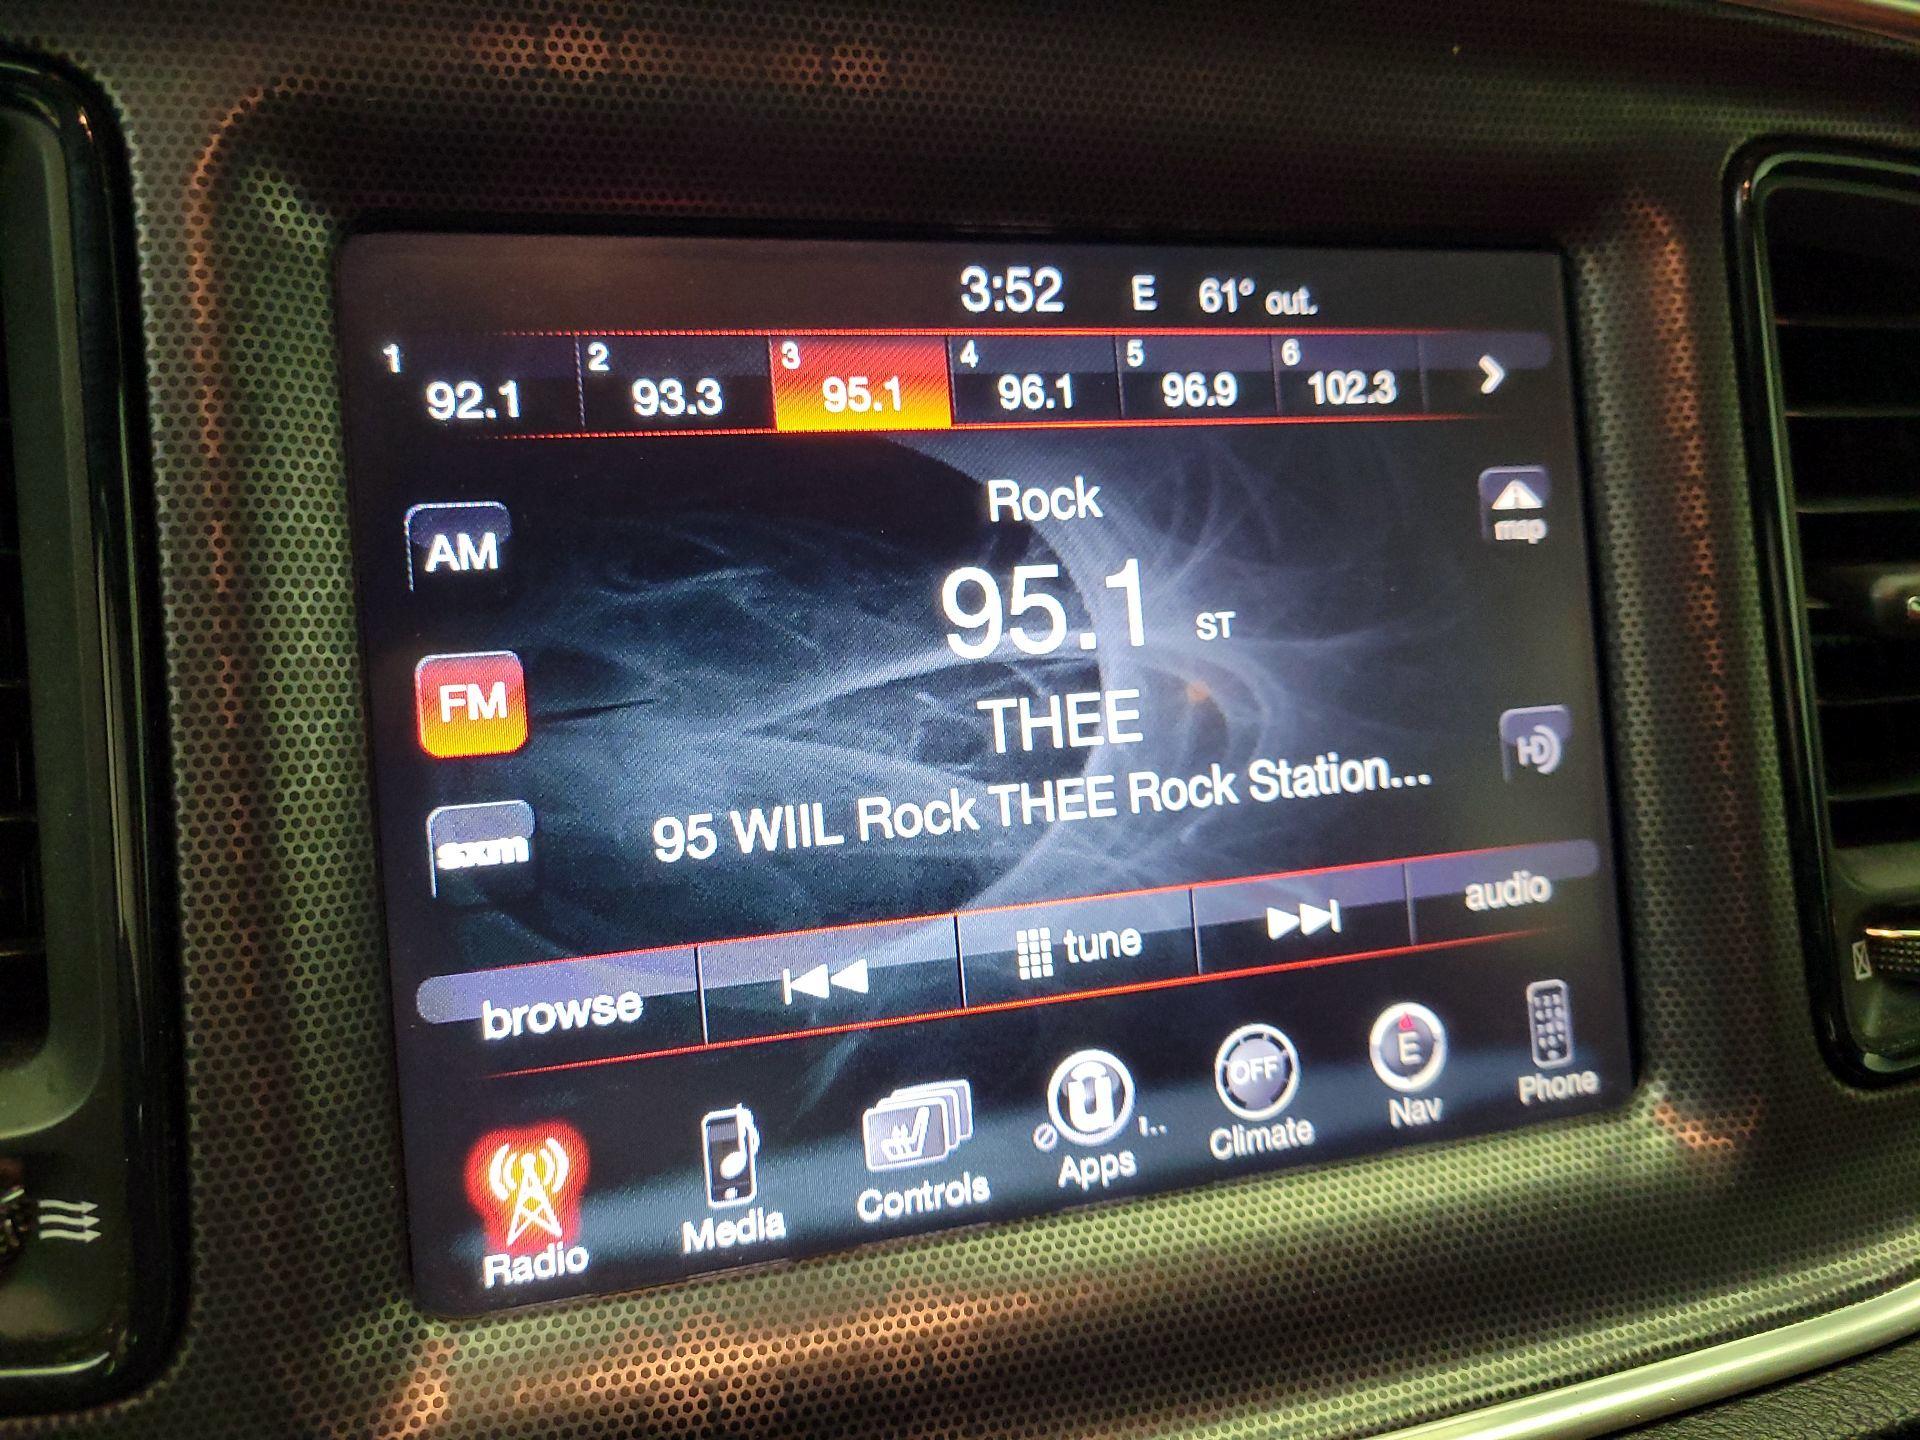 3:52 E 61° out.
1 92.1 2 93.3 3 95.1 4 96.1 5 96.9 6 102.3
Rock
map
AM
95.1 ST
FM
THEE
HD
95 WIIL Rock THEE Rock Station...
sxm
browse tune audio
OFF E
Radio Media Controls Apps Climate Nav Phone